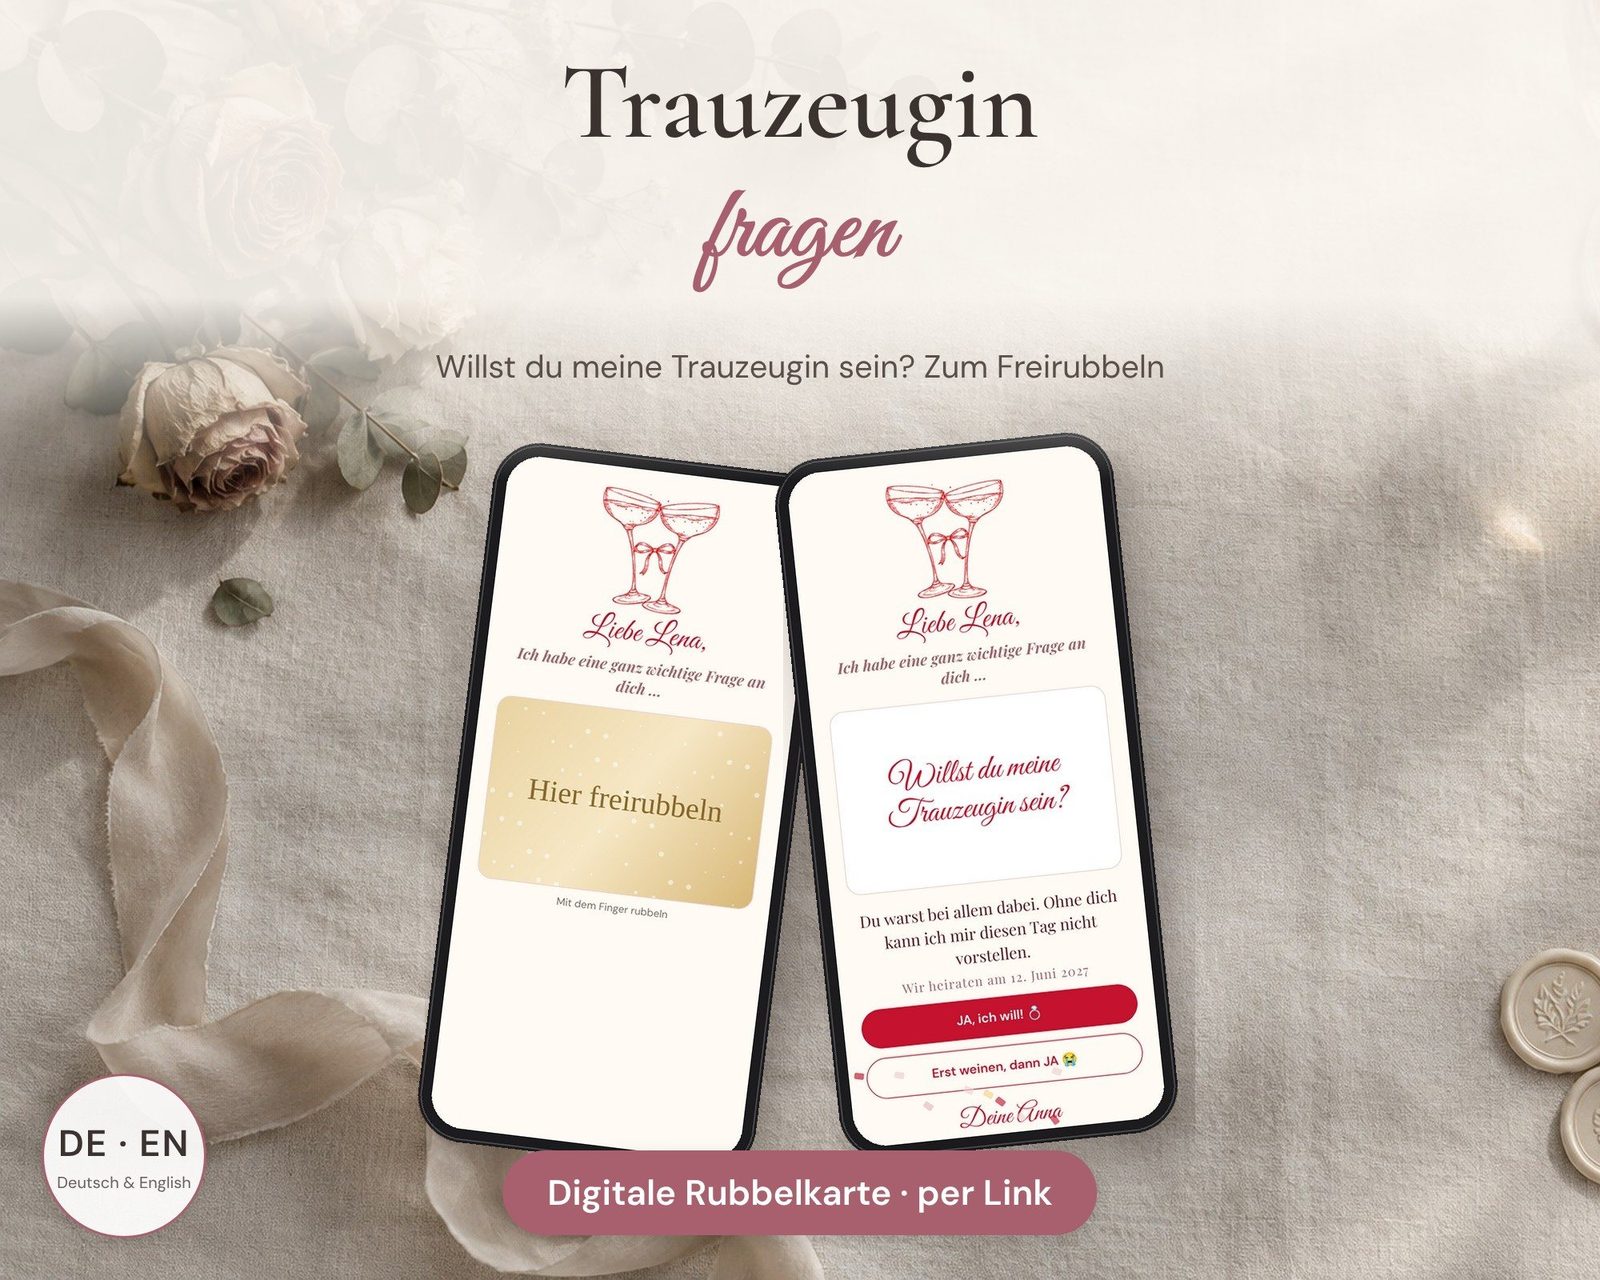 Trauzeugin
fragen
Willst du meine Trauzeugin sein? Zum Freirubbeln
Liebe Lena,
Ich habe eine ganz wichtige Frage an
dich ...
Hier freirubbeln
Mit dem Finger rubbeln
Liebe Lena,
Ich habe eine ganz wichtige Frage an
dich ...
Willst du meine
Trauzeugin sein?
Du warst bei allem dabei. Ohne dich
kann ich mir diesen Tag nicht
vorstellen.
Wir heiraten am 12. Juni 2027
JA, ich will! 💍
Erst weinen, dann JA 😭
Deine Anna
DE · EN
Deutsch & English
Digitale Rubbelkarte · per Link